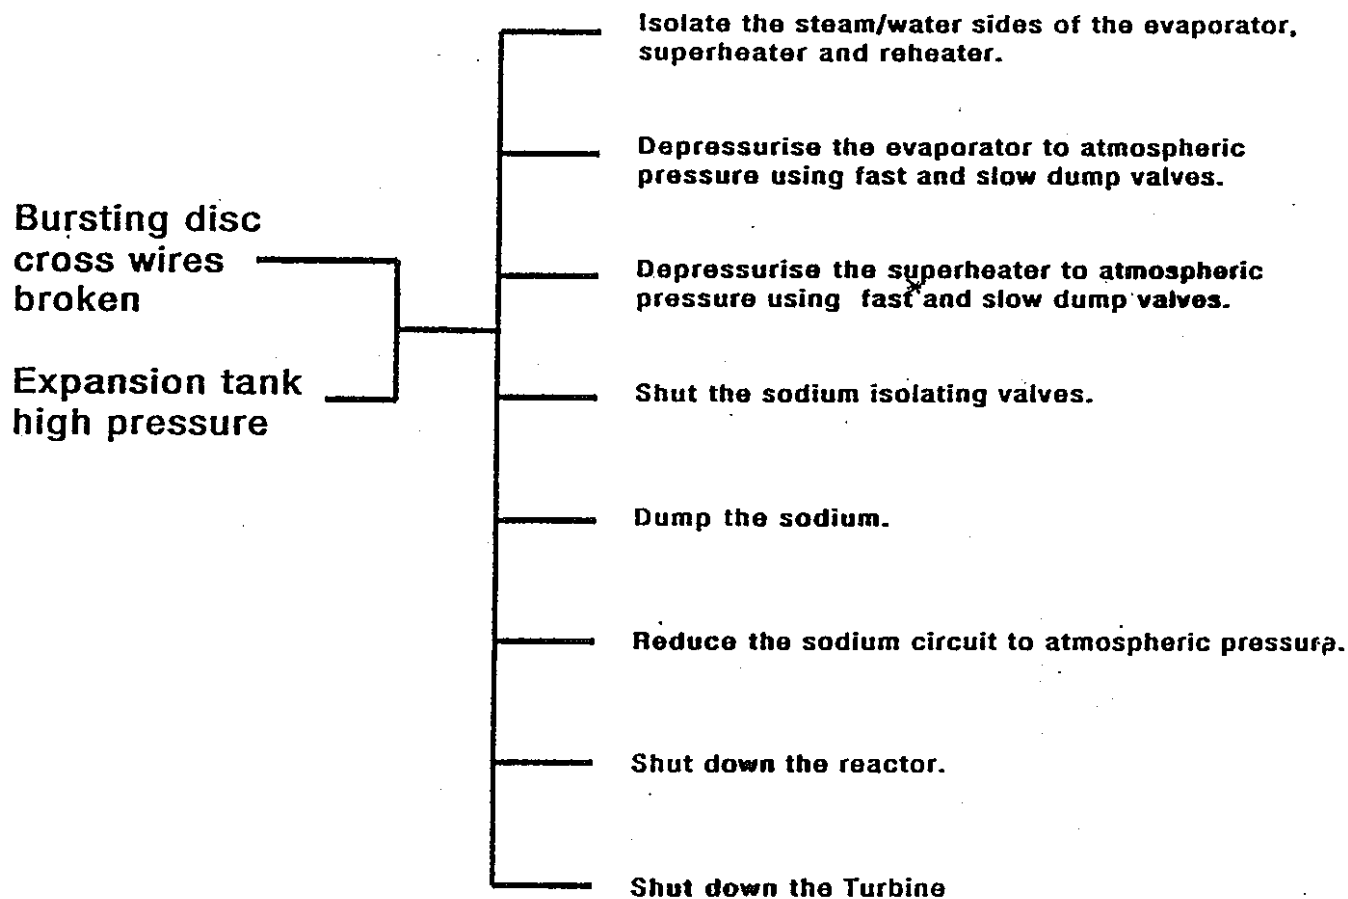 Isolate the steam/water sides of the evaporator,
superheater and reheater.
Depressurise the evaporator to atmospheric
pressure using fast and slow dump valves.
Bursting disc
cross wires
broken
Depressurise the superheater to atmospheric
pressure using fast and slow dump valves.
Expansion tank
high pressure
Shut the sodium isolating valves.
Dump the sodium.
Reduce the sodium circuit to atmospheric pressure.
Shut down the reactor.
Shut down the Turbine